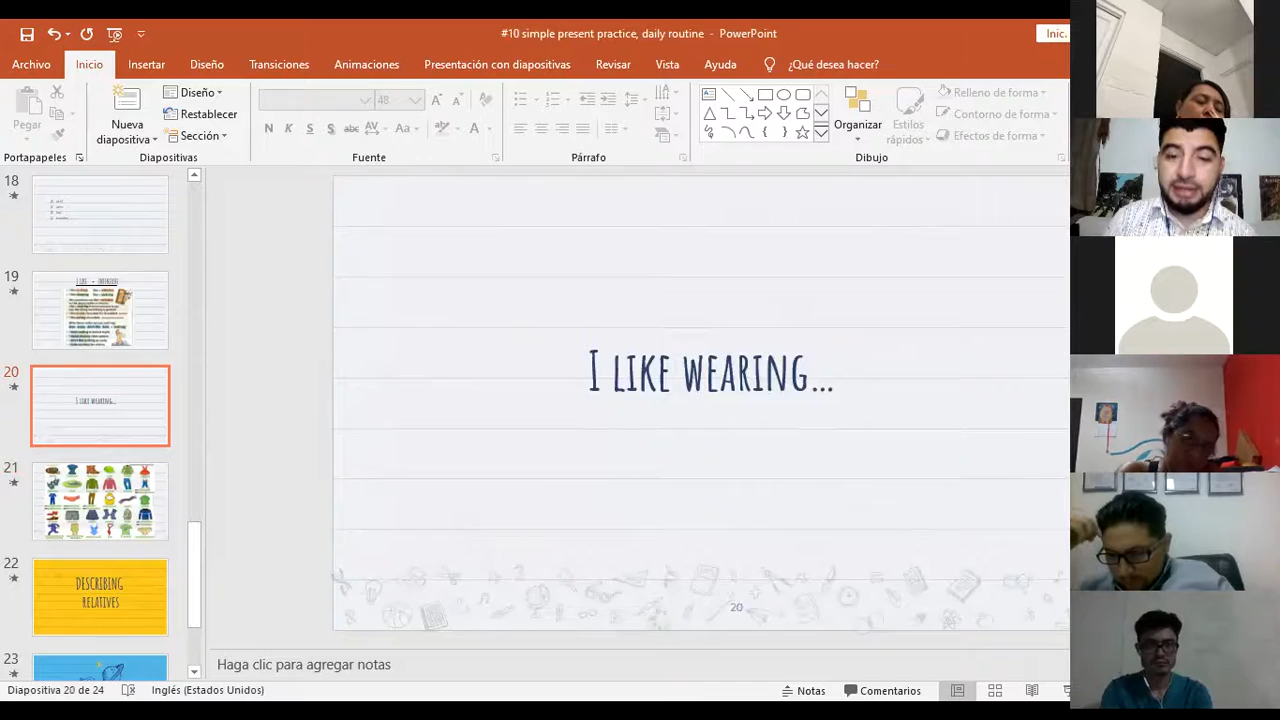 #10 simple present practice, daily routine - PowerPoint
Inic.
Archivo Inicio Insertar Diseño Transiciones Animaciones Presentación con diapositivas Revisar Vista Ayuda ¿Qué desea hacer?
Pegar
Nueva diapositiva
Diseño
Restablecer
Sección
48
N K S S abc AV Aa A
Organizar
Estilos rápidos
Relleno de forma
Contorno de forma
Efectos de forma
Portapapeles Diapositivas Fuente Párrafo Dibujo
18
19
20
I LIKE WEARING...
21
22
DESCRIBING
RELATIVES
23
I LIKE WEARING...
20
Haga clic para agregar notas
Diapositiva 20 de 24 Inglés (Estados Unidos) Notas Comentarios